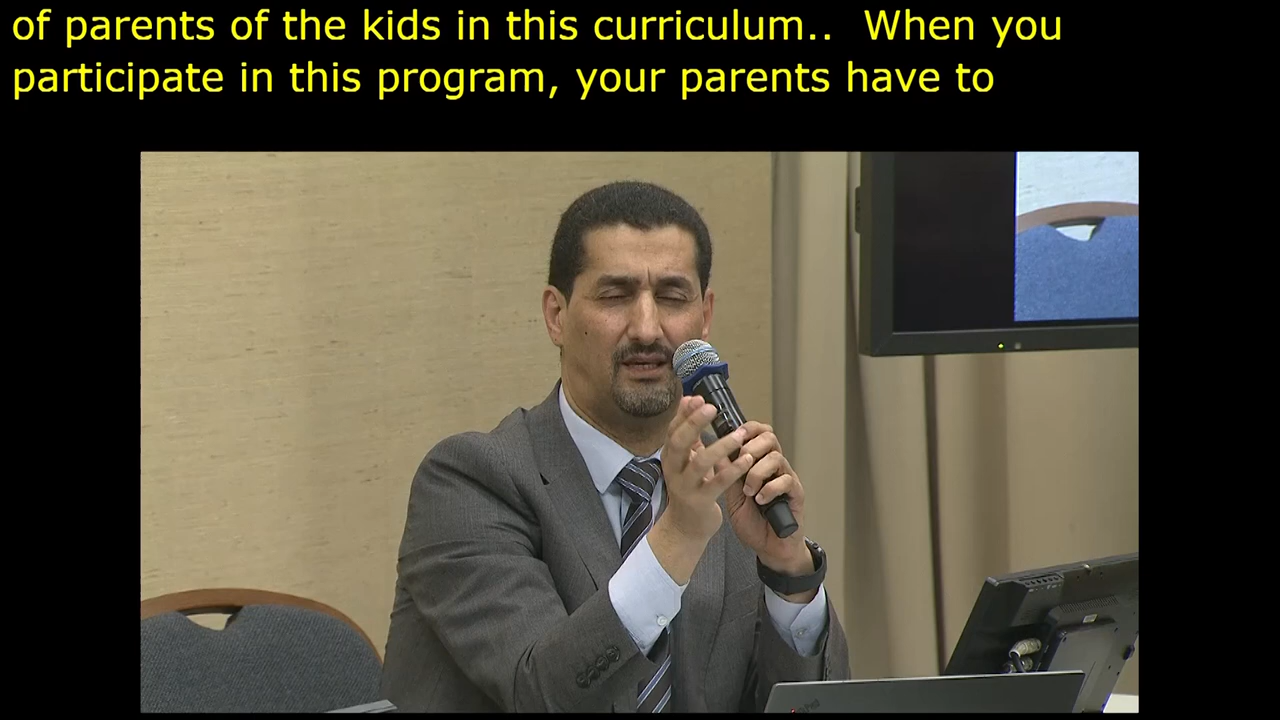 of parents of the kids in this curriculum..  When you
participate in this program, your parents have to